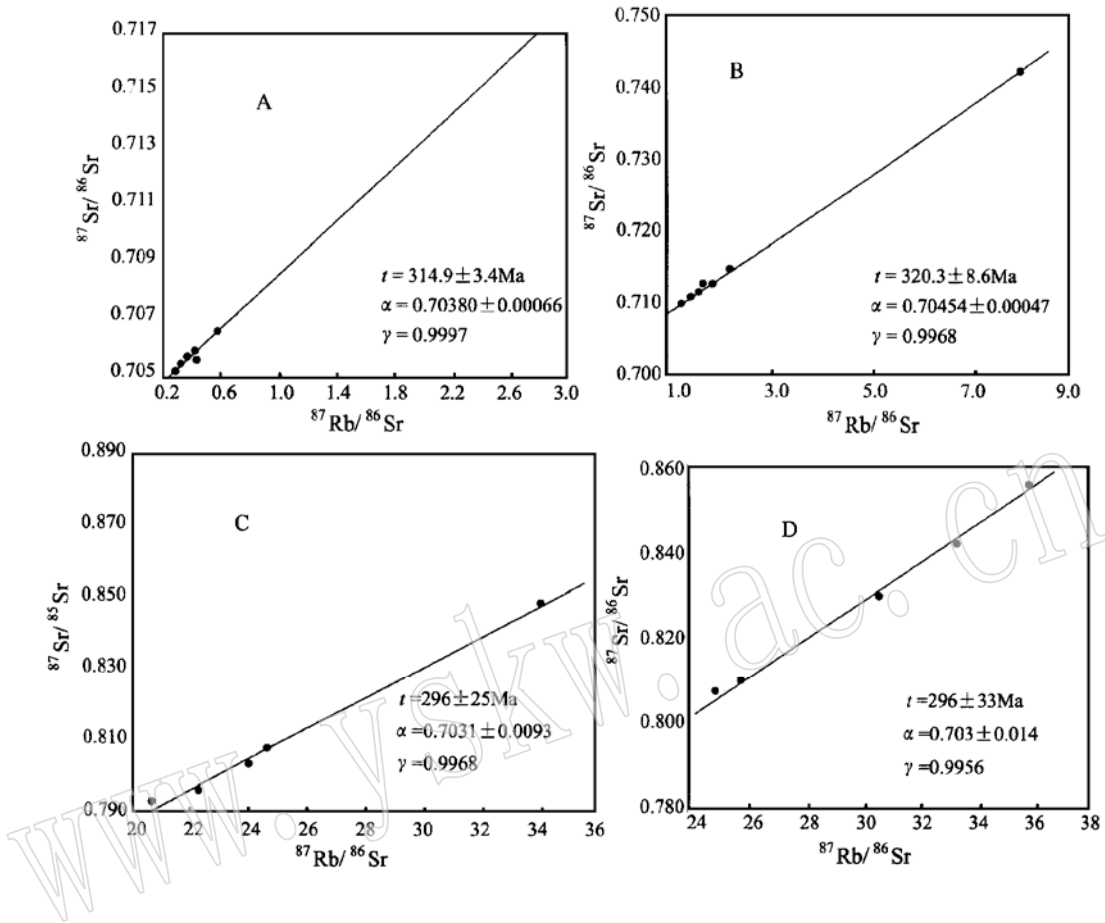 A
0.717
0.715
0.713
0.711
0.709
0.707
0.705
⁸⁷Sr/ ⁸⁶Sr
t = 314.9±3.4Ma
α = 0.70380±0.00066
γ = 0.9997
0.2 0.6 1.0 1.4 1.8 2.2 2.6 3.0
⁸⁷Rb/ ⁸⁶Sr
B
0.750
0.740
0.730
0.720
0.710
0.700
⁸⁷Sr/ ⁸⁶Sr
t = 320.3±8.6Ma
α = 0.70454±0.00047
γ = 0.9968
1.0 3.0 5.0 7.0 9.0
⁸⁷Rb/ ⁸⁶Sr
C
0.890
0.870
0.850
0.830
0.810
0.790
⁸⁷Sr/ ⁸⁵Sr
t =296±25Ma
α =0.7031±0.0093
γ =0.9968
20 22 24 26 28 30 32 34 36
⁸⁷Rb/ ⁸⁶Sr
D
0.860
0.840
0.820
0.800
0.780
⁸⁷Sr/ ⁸⁶Sr
t =296±33Ma
α =0.703±0.014
γ =0.9956
24 26 28 30 32 34 36 38
⁸⁷Rb/ ⁸⁶Sr
www.yskw.ac.cn